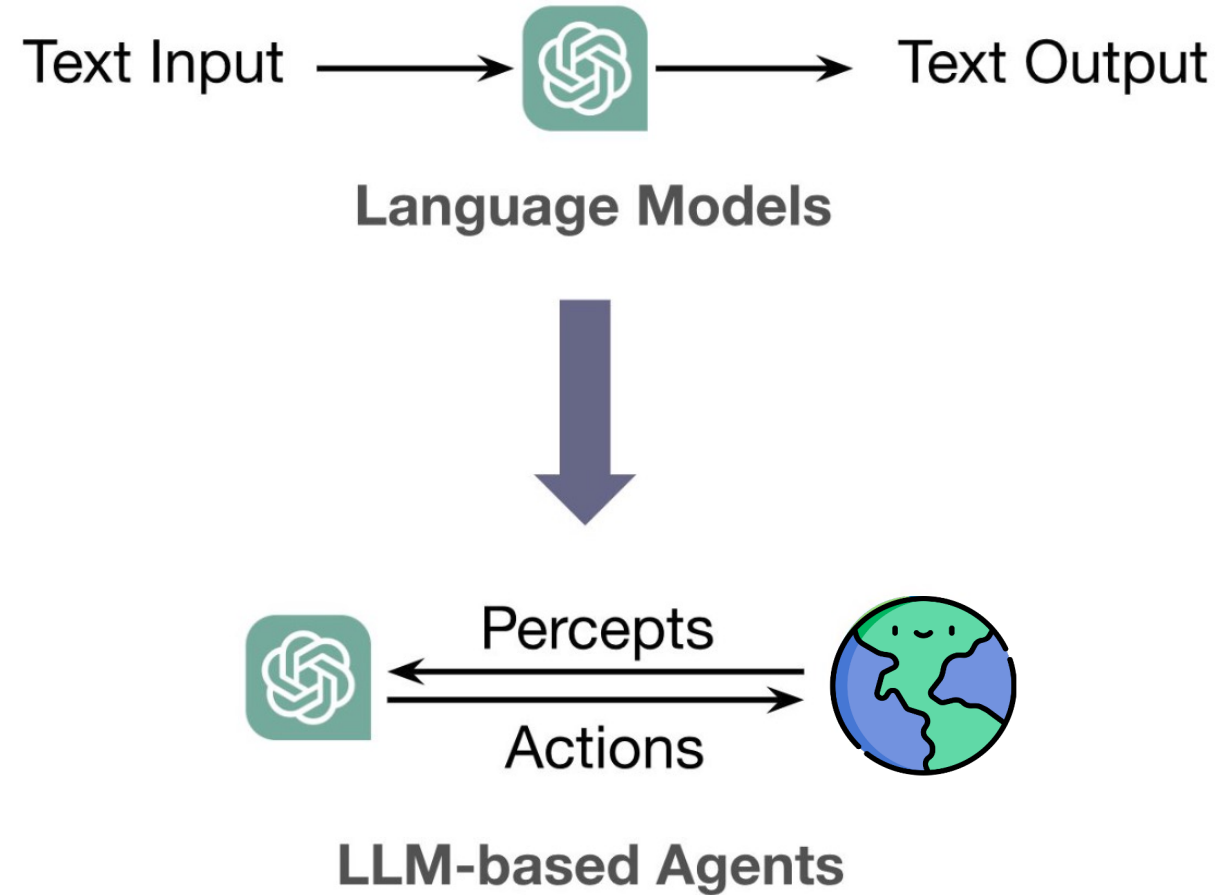 Text Input
Text Output
Language Models
Percepts
Actions
LLM-based Agents